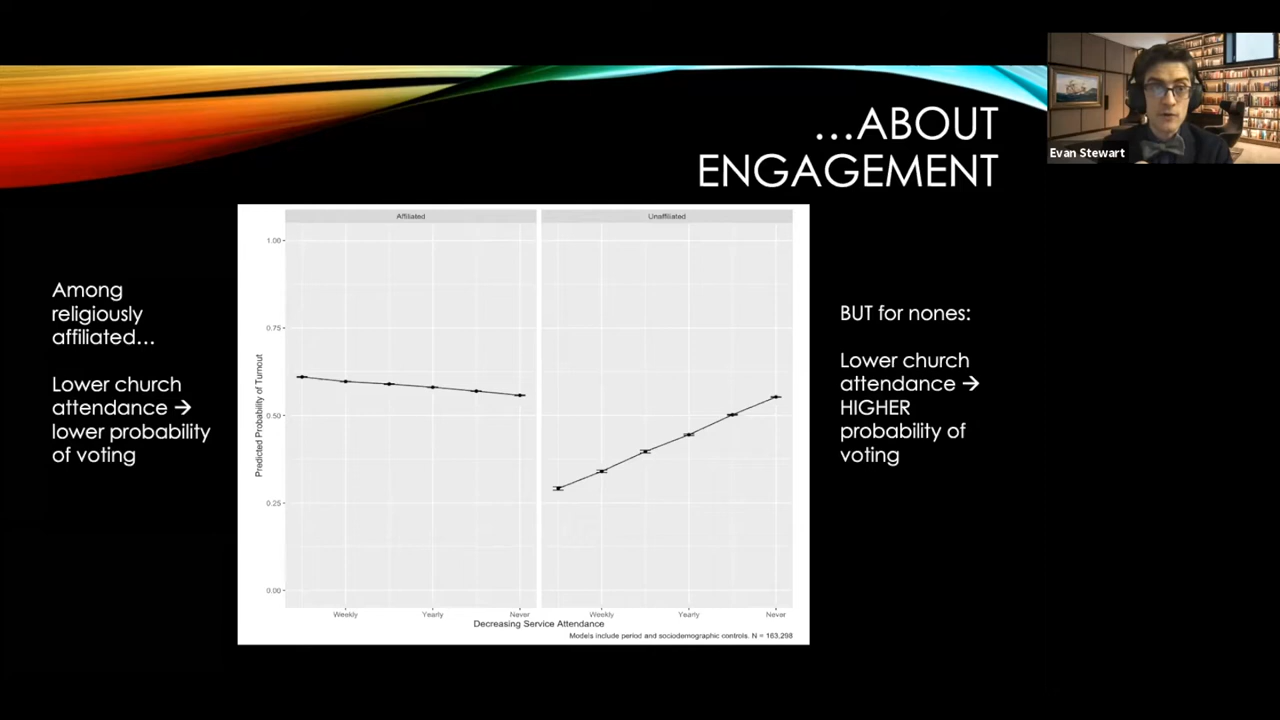 …ABOUT
ENGAGEMENT
Evan Stewart
Among
religiously
affiliated…
Lower church
attendance →
lower probability
of voting
Affiliated
Unaffiliated
1.00
0.75
0.50
0.25
0.00
Predicted Probability of Turnout
Weekly
Yearly
Never
Weekly
Yearly
Never
Decreasing Service Attendance
Models include period and sociodemographic controls. N = 163,298
BUT for nones:
Lower church
attendance →
HIGHER
probability of
voting